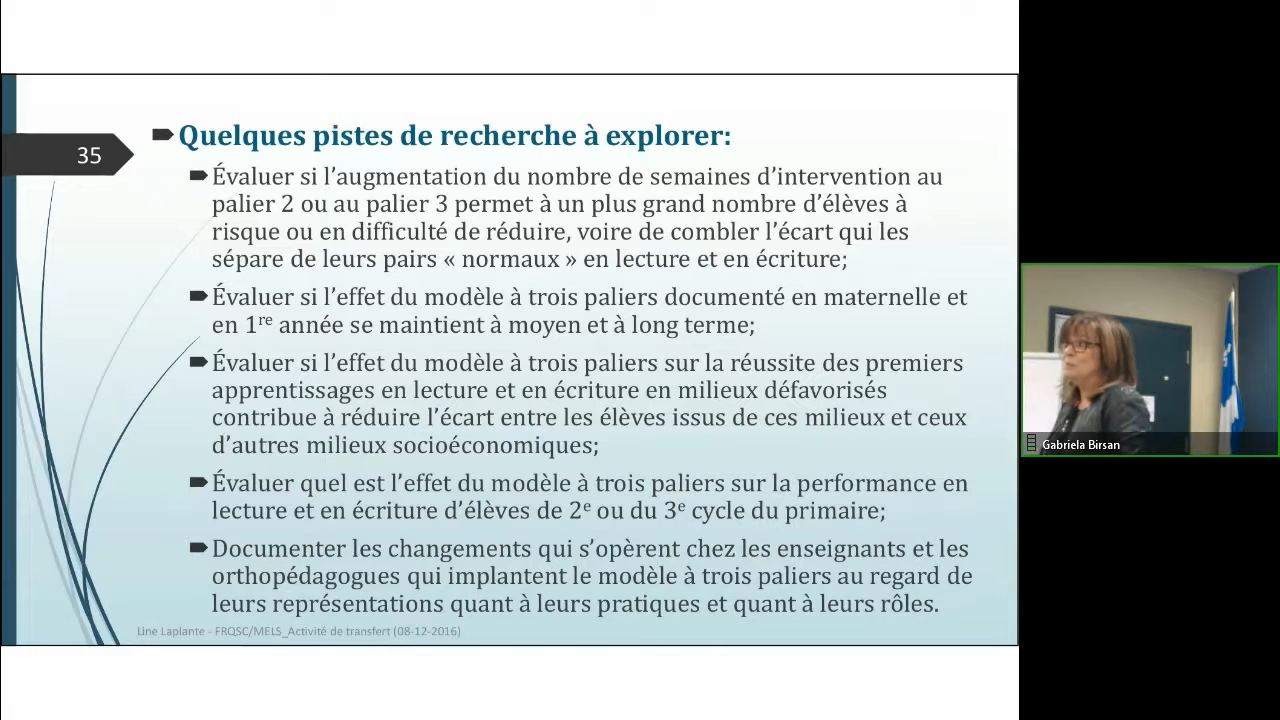 35
Quelques pistes de recherche à explorer:
Évaluer si l’augmentation du nombre de semaines d’intervention au
palier 2 ou au palier 3 permet à un plus grand nombre d’élèves à
risque ou en difficulté de réduire, voire de combler l’écart qui les
sépare de leurs pairs « normaux » en lecture et en écriture;
Évaluer si l’effet du modèle à trois paliers documenté en maternelle et
en 1re année se maintient à moyen et à long terme;
Évaluer si l’effet du modèle à trois paliers sur la réussite des premiers
apprentissages en lecture et en écriture en milieux défavorisés
contribue à réduire l’écart entre les élèves issus de ces milieux et ceux
d’autres milieux socioéconomiques;
Évaluer quel est l’effet du modèle à trois paliers sur la performance en
lecture et en écriture d’élèves de 2e ou du 3e cycle du primaire;
Documenter les changements qui s’opèrent chez les enseignants et les
orthopédagogues qui implantent le modèle à trois paliers au regard de
leurs représentations quant à leurs pratiques et quant à leurs rôles.
Line Laplante - FRQSC/MELS_Activité de transfert (08-12-2016)
Gabriela Birsan